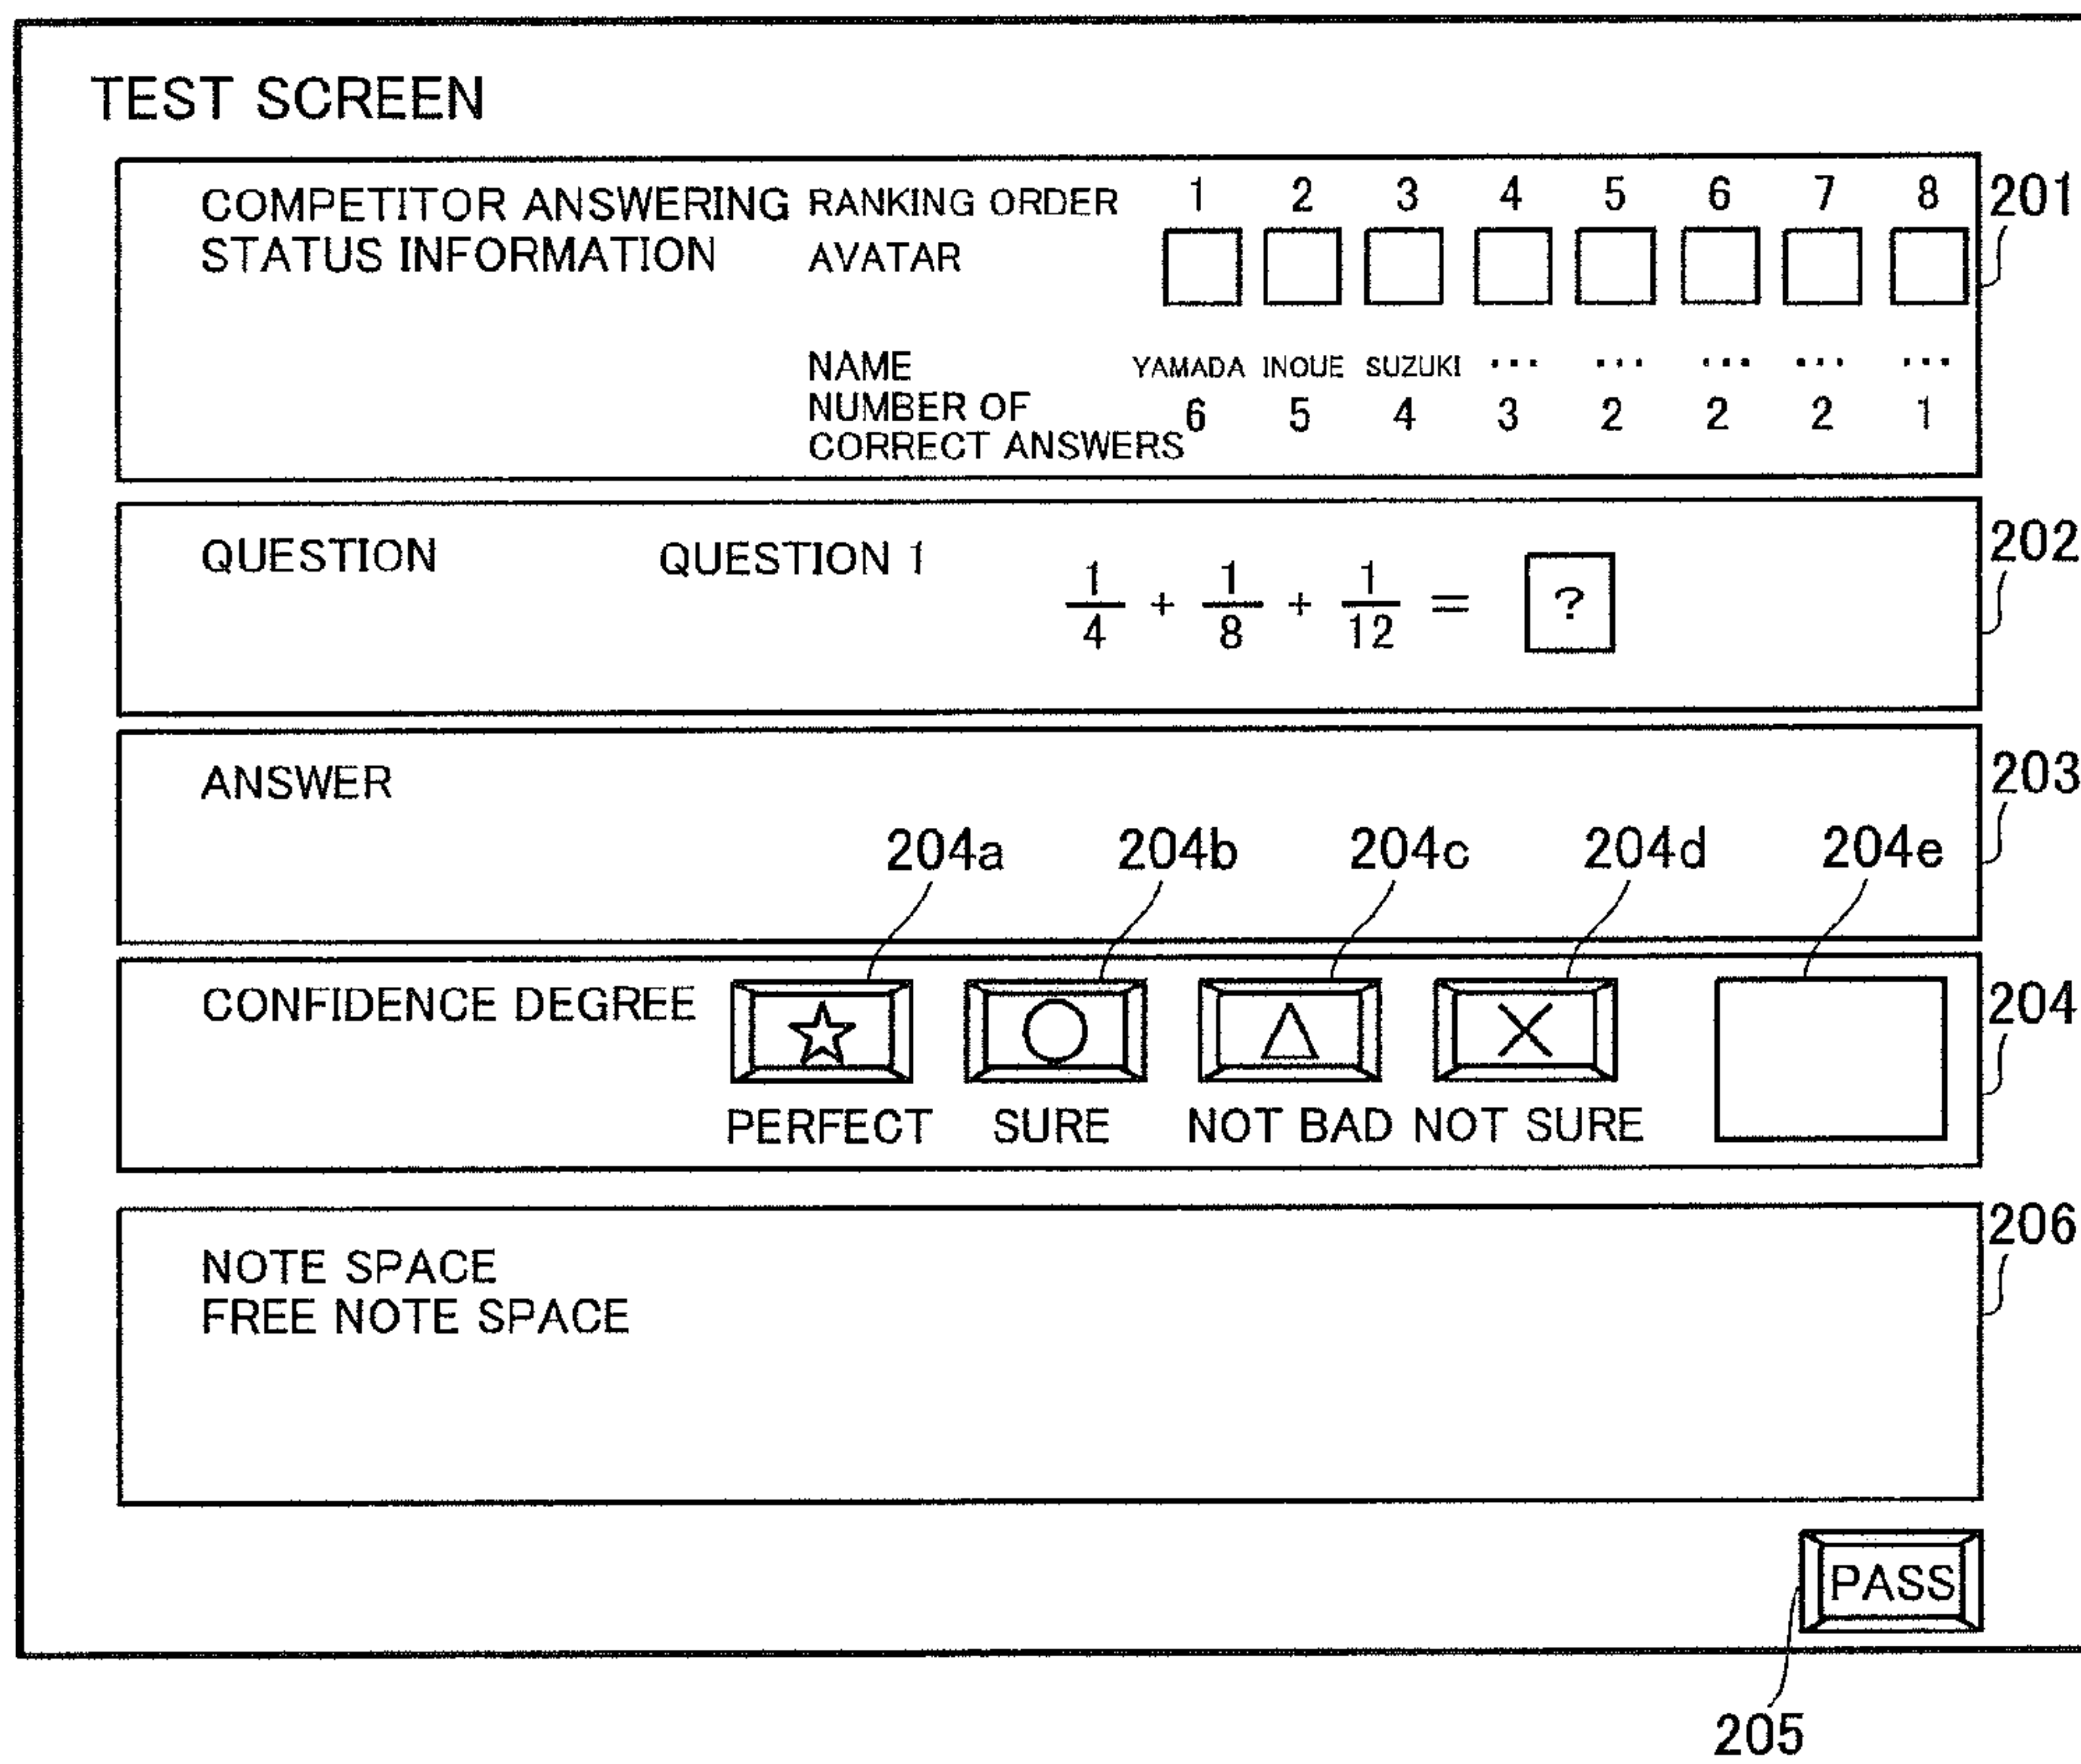 TEST SCREEN
COMPETITOR ANSWERING RANKING ORDER 1 2 3 4 5 6 7 8 201
STATUS INFORMATION AVATAR
NAME YAMADA INOUE SUZUKI ... ... ... ... ...
NUMBER OF
CORRECT ANSWERS 6 5 4 3 2 2 2 1
QUESTION QUESTION 1 1/4 + 1/8 + 1/12 = ? 202
ANSWER 203
204a 204b 204c 204d 204e
CONFIDENCE DEGREE ☆ ○ △ × 204
PERFECT SURE NOT BAD NOT SURE
206
NOTE SPACE
FREE NOTE SPACE
PASS
205